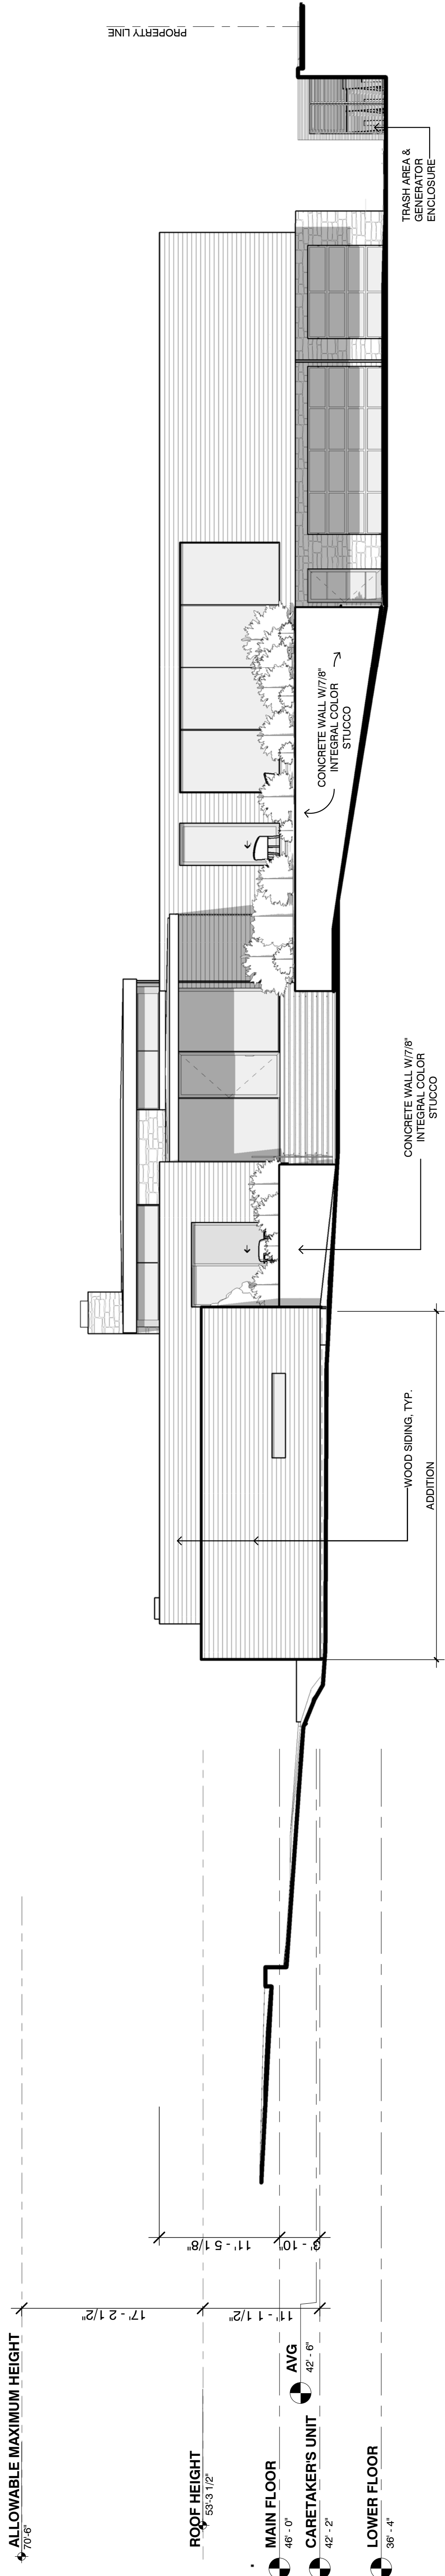 PROPERTY LINE
TRASH AREA &
GENERATOR
ENCLOSURE
CONCRETE WALL W/7/8"
INTEGRAL COLOR
STUCCO
CONCRETE WALL W/7/8"
INTEGRAL COLOR
STUCCO
WOOD SIDING, TYP.
ADDITION
11' - 5 1/8"
3' - 10"
17' - 2 1/2"
11' - 1 1/2"
ALLOWABLE MAXIMUM HEIGHT
70'-6"
ROOF HEIGHT
53'-3 1/2"
AVG
42' - 6"
MAIN FLOOR
46' - 0"
CARETAKER'S UNIT
42' - 2"
LOWER FLOOR
36' - 4"